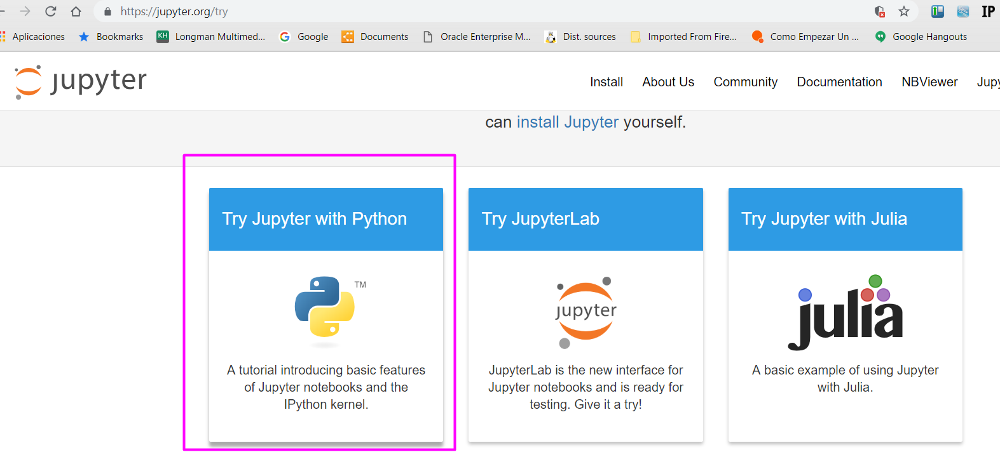 https://jupyter.org/try
IP
Aplicaciones Bookmarks KH Longman Multimed... Google Documents Oracle Enterprise M... Dist. sources Imported From Fire... Como Empezar Un ... Google Hangouts
jupyter
Install About Us Community Documentation NBViewer Jupy
can install Jupyter yourself.
Try Jupyter with Python
TM
A tutorial introducing basic features
of Jupyter notebooks and the
IPython kernel.
Try JupyterLab
jupyter
JupyterLab is the new interface for
Jupyter notebooks and is ready for
testing. Give it a try!
Try Jupyter with Julia
julia
A basic example of using Jupyter
with Julia.